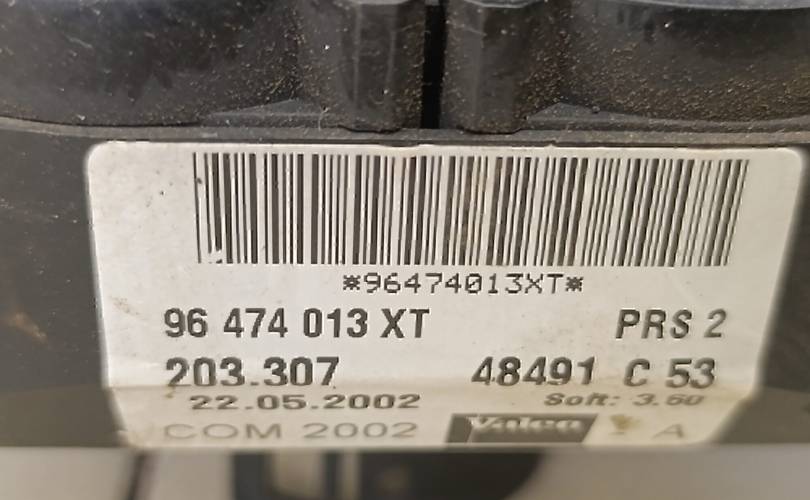 *96474013XT*
96 474 013 XT PRS 2
203.307 48491 C 53
22.05.2002 Soft: 3.60
COM 2002 Valeo - A